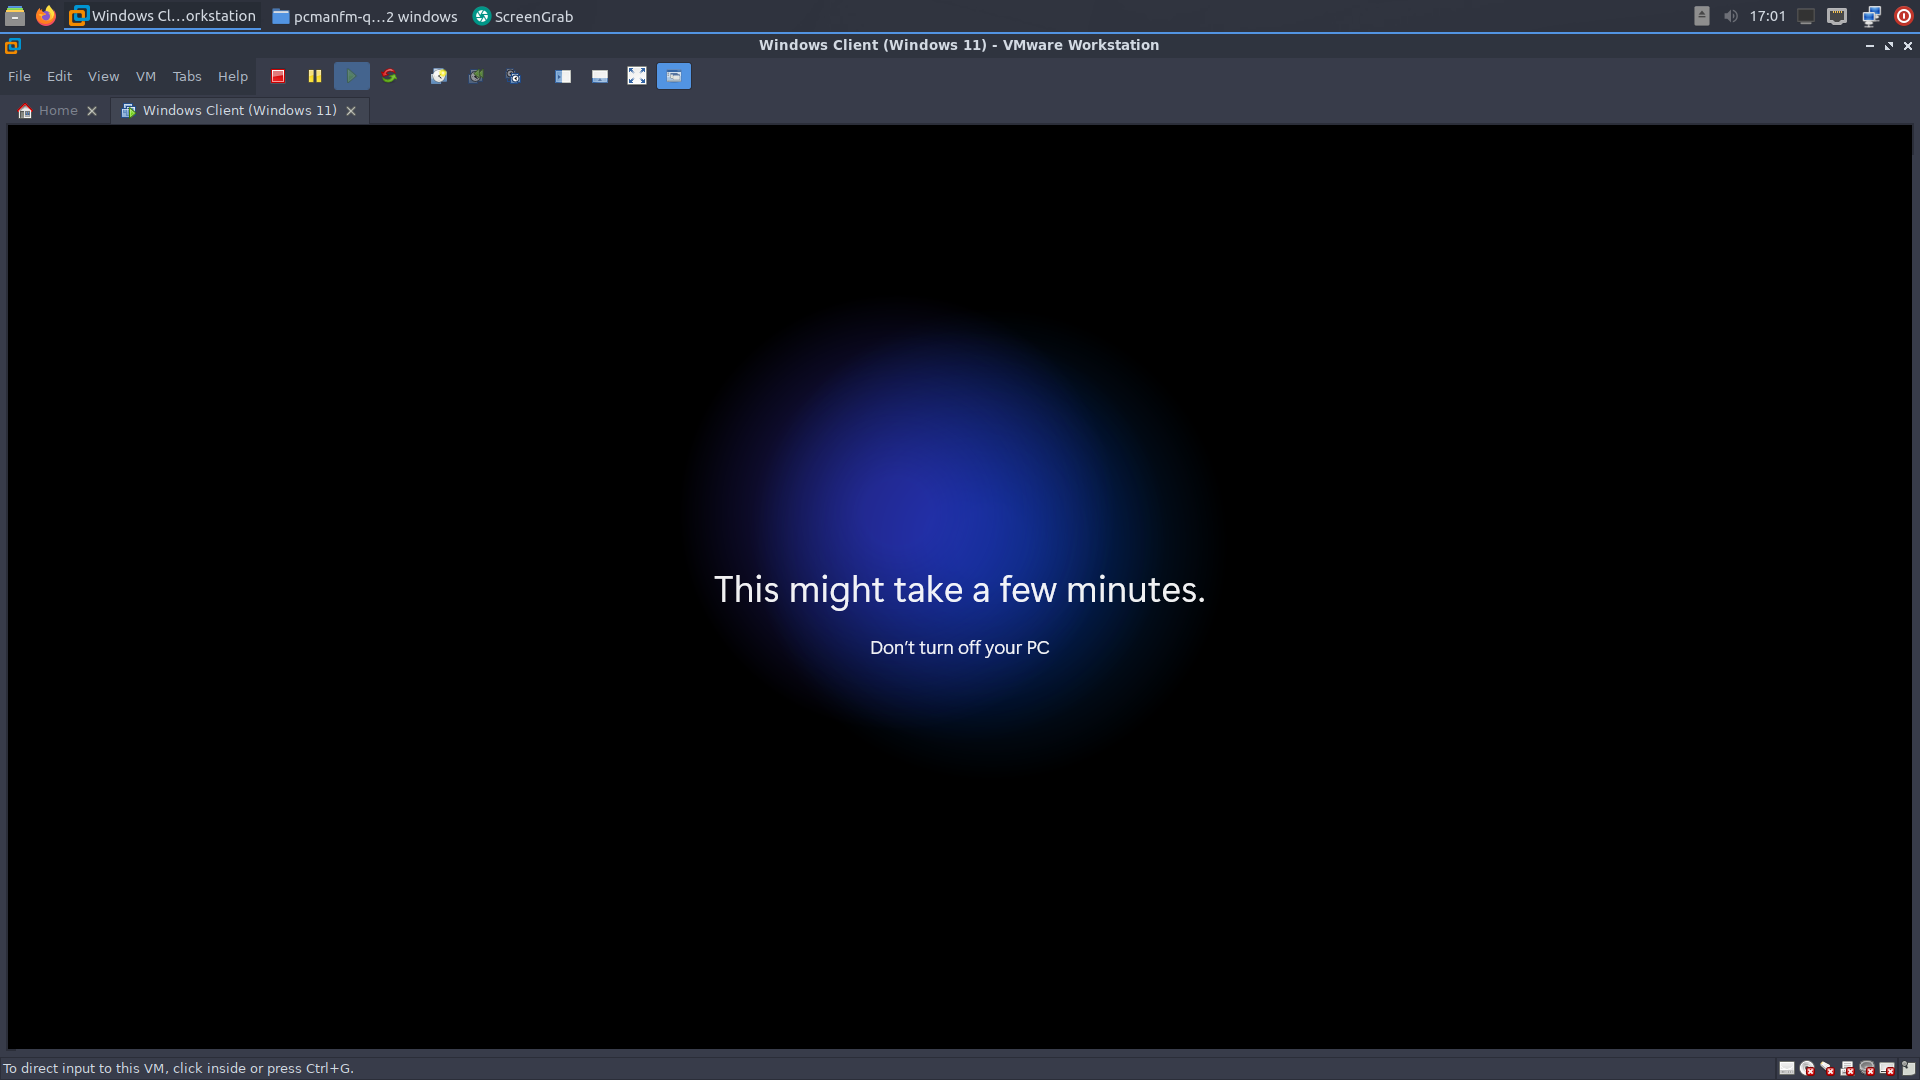 Windows Cl...orkstation
pcmanfm-q...2 windows
ScreenGrab
17:01
Windows Client (Windows 11) - VMware Workstation
File Edit View VM Tabs Help
Home
Windows Client (Windows 11)
This might take a few minutes.
Don't turn off your PC
To direct input to this VM, click inside or press Ctrl+G.